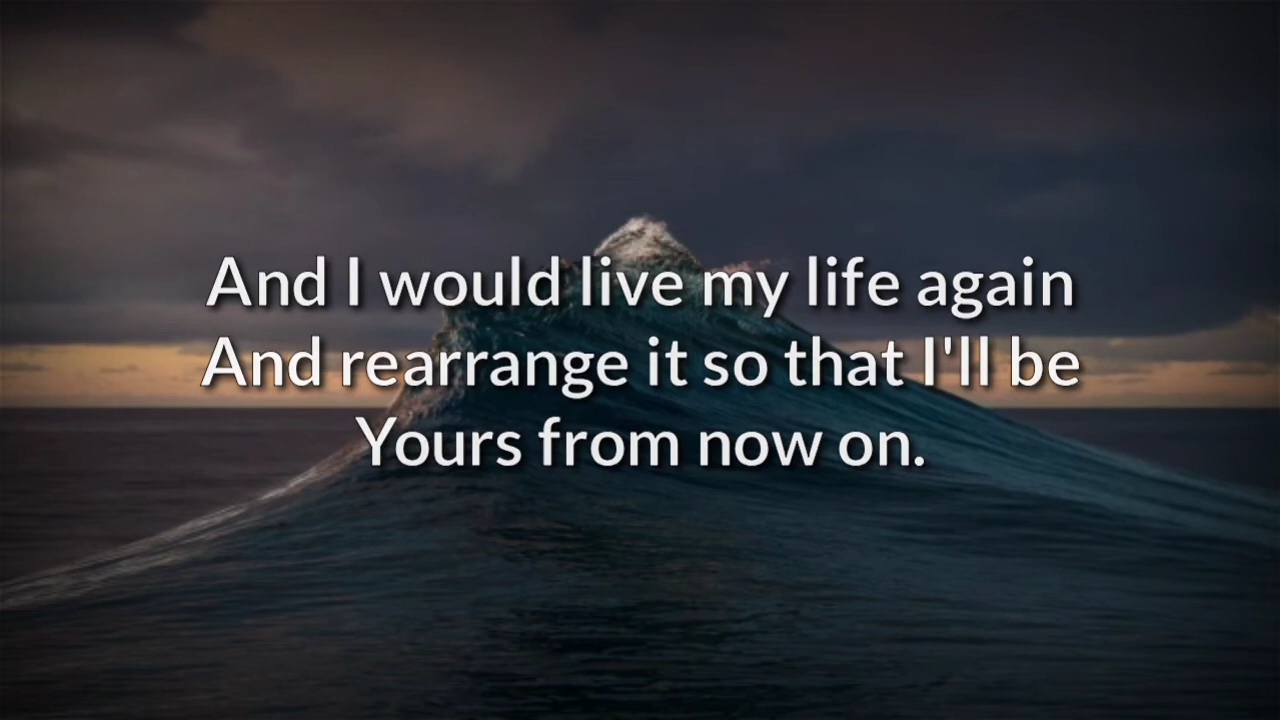 And I would live my life again
And rearrange it so that I'll be
Yours from now on.